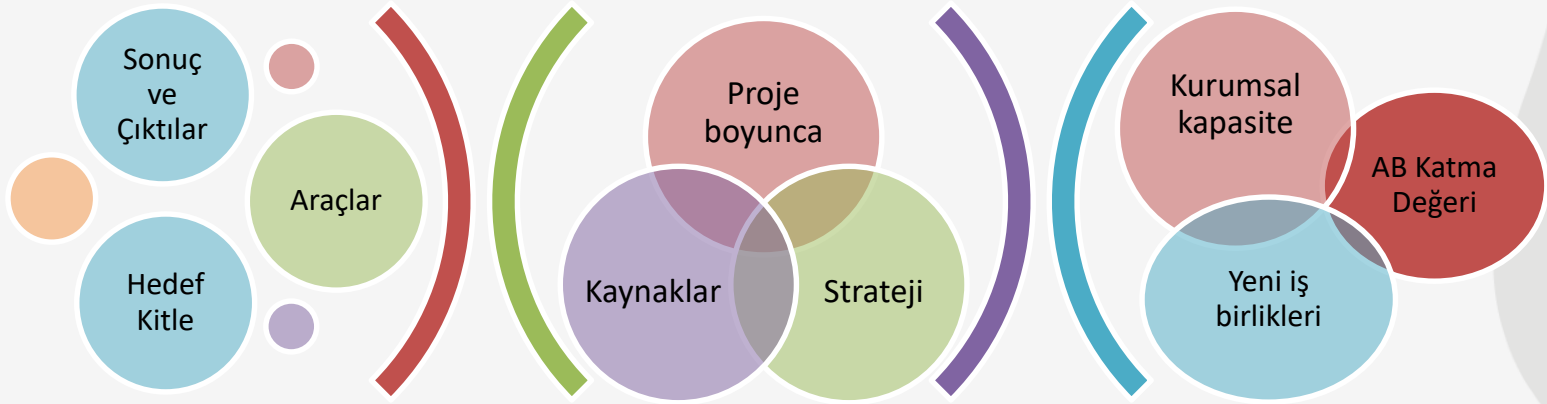 Sonuç
ve
Çıktılar
Araçlar
Hedef
Kitle
Proje
boyunca
Kaynaklar
Strateji
Kurumsal
kapasite
AB Katma
Değeri
Yeni iş
birlikleri